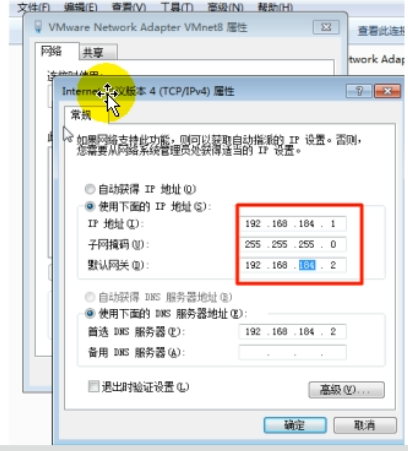 文件(F) 编辑(E) 查看(V) 工具(T) 高级(N) 帮助(H)
VMware Network Adapter VMnet8 属性
查看此连接
网络 共享
twork Adap
连接时使用:
Internet 协议版本 4 (TCP/IPv4) 属性
常规
如果网络支持此功能，则可以获取自动指派的 IP 设置。否则，
您需要从网络系统管理员处获得适当的 IP 设置。
自动获得 IP 地址(O)
使用下面的 IP 地址(S):
IP 地址(I): 192 .168 .184 . 1
子网掩码(U): 255 .255 .255 . 0
默认网关(D): 192 .168 .184 . 2
自动获得 DNS 服务器地址(B)
使用下面的 DNS 服务器地址(E):
首选 DNS 服务器(P): 192 .168 .184 . 2
备用 DNS 服务器(A): . . .
退出时验证设置(L)
高级(V)...
确定 取消